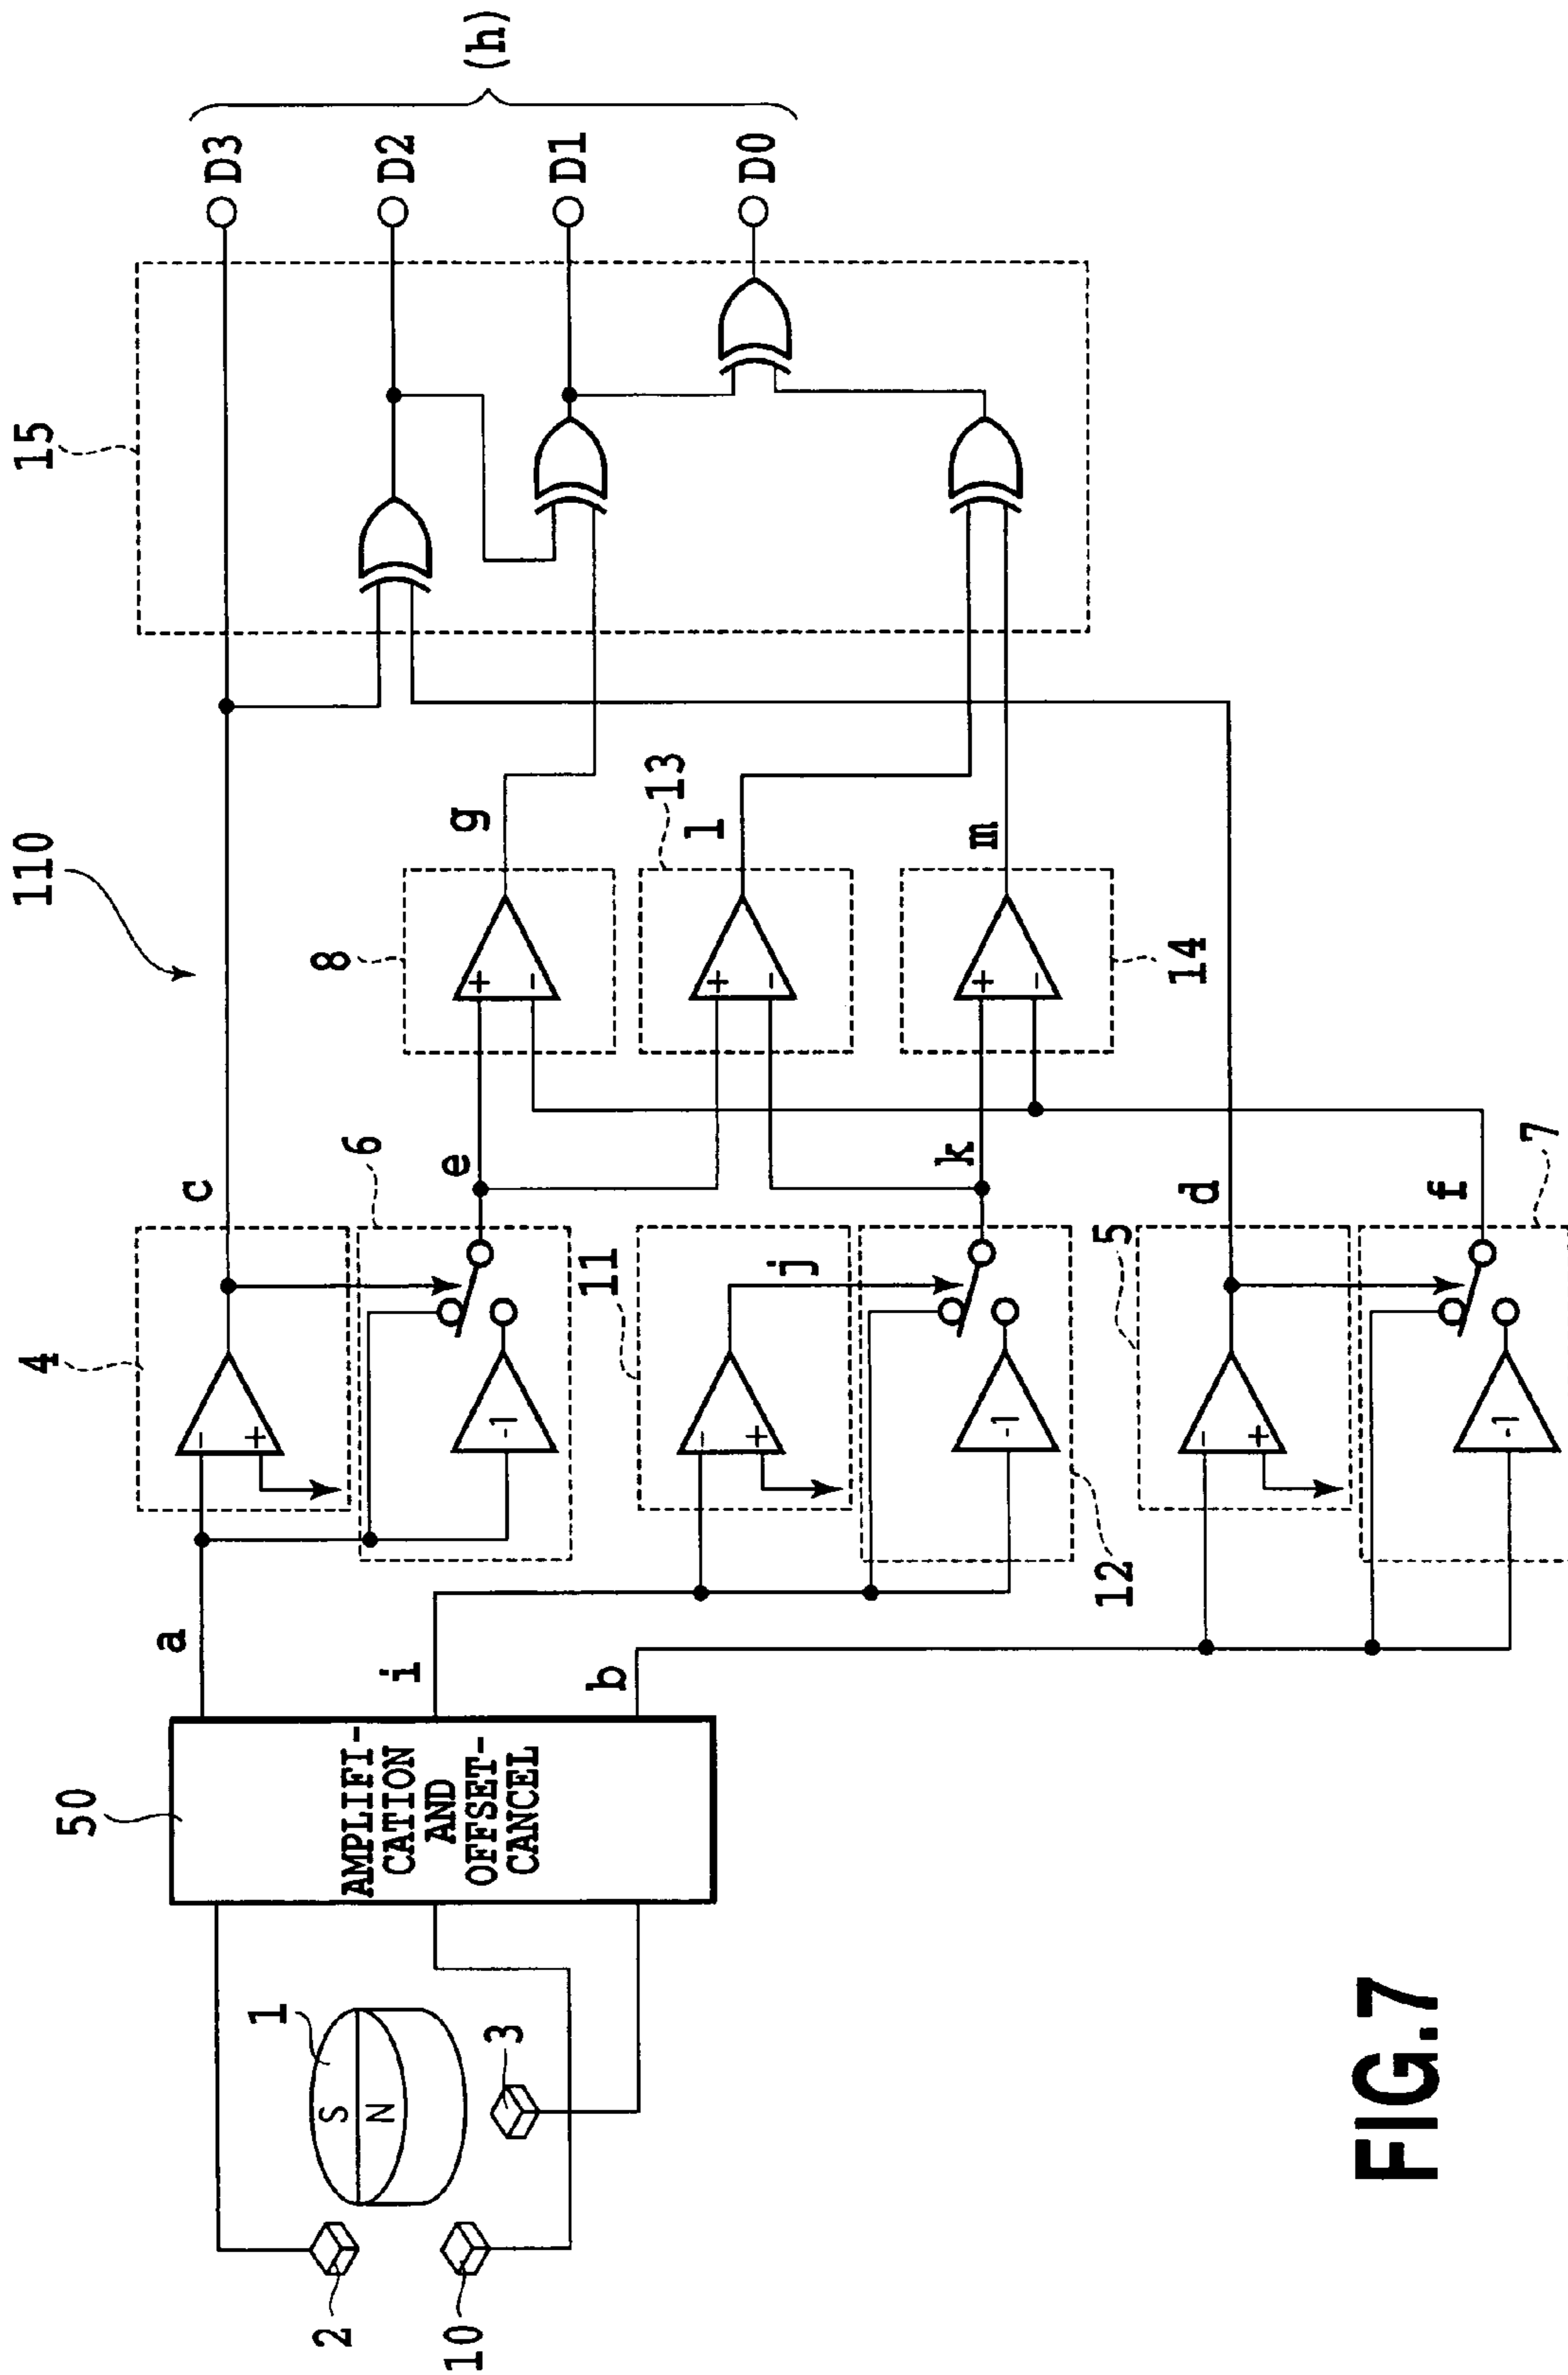 110
15
4
c
6
8
g
e
13
l
11
j
k
m
14
12
5
d
f
7
50
a
i
b
AMPLIFI-
CATION
AND
OFFSET-
CANCEL
1
S
N
2
3
10
-
+
-1
-
+
-1
-
+
-1
+
-
+
-
+
-
D3
D2
D1
D0
(h)
FIG.7